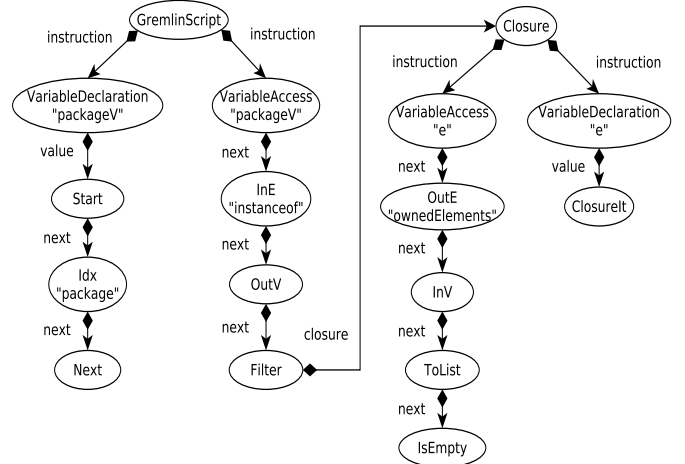 GremlinScript
instruction
instruction
VariableDeclaration
"packageV"
VariableAccess
"packageV"
value
next
Start
InE
"instanceof"
next
next
Idx
"package"
OutV
next
next
closure
Next
Filter
Closure
instruction
instruction
VariableAccess
"e"
VariableDeclaration
"e"
next
value
OutE
"ownedElements"
ClosureIt
next
InV
next
ToList
next
IsEmpty